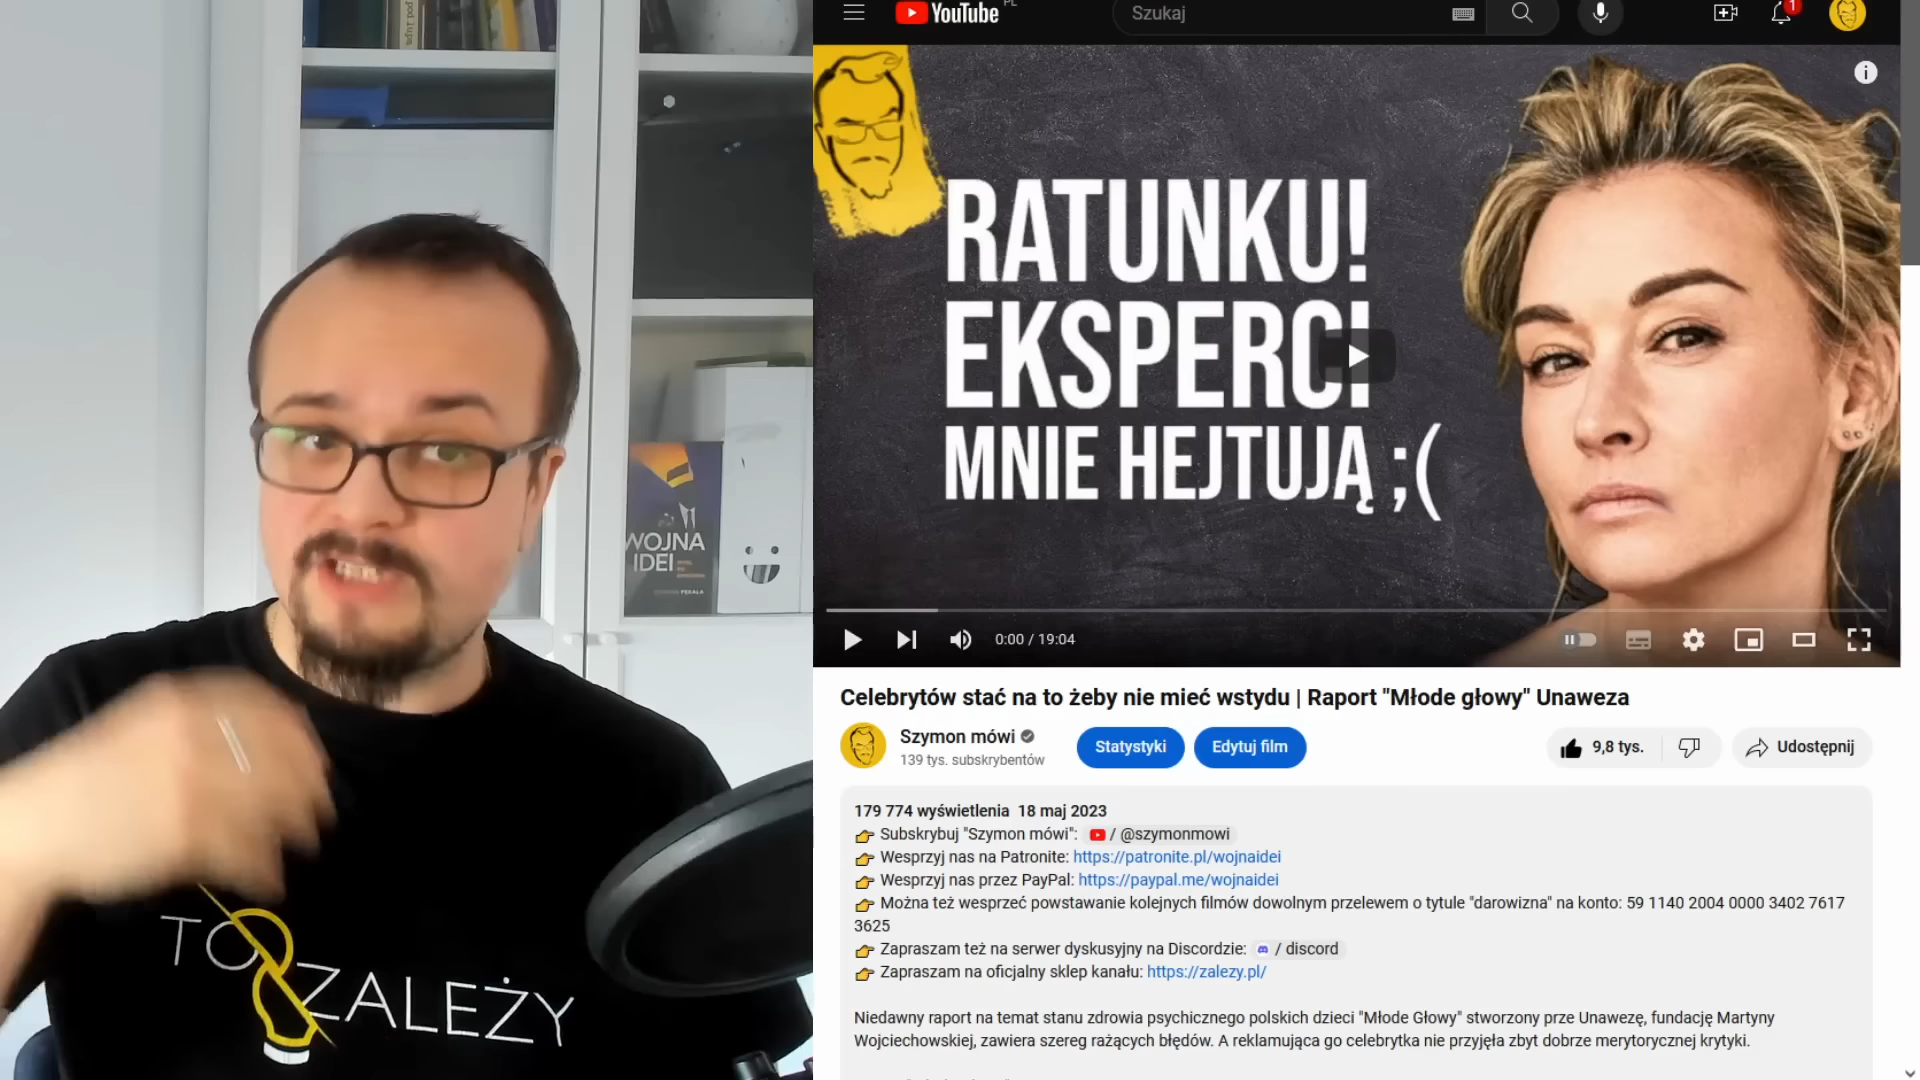 WOJNA
IDEI
PĘKALA
TO ZALEŻY
YouTube PL
Szukaj
1
RATUNKU!
EKSPERCI
MNIE HEJTUJĄ ;(
0:00 / 19:04
Celebrytów stać na to żeby nie mieć wstydu | Raport "Młode głowy" Unaweza
Szymon mówi
139 tys. subskrybentów
Statystyki
Edytuj film
9,8 tys.
Udostępnij
179 774 wyświetlenia 18 maj 2023
👉 Subskrybuj "Szymon mówi": / @szymonmowi
👉 Wesprzyj nas na Patronite: https://patronite.pl/wojnaidei
👉 Wesprzyj nas przez PayPal: https://paypal.me/wojnaidei
👉 Można też wesprzeć powstawanie kolejnych filmów dowolnym przelewem o tytule "darowizna" na konto: 59 1140 2004 0000 3402 7617
3625
👉 Zapraszam też na serwer dyskusyjny na Discordzie: / discord
👉 Zapraszam na oficjalny sklep kanału: https://zalezy.pl/
Niedawny raport na temat stanu zdrowia psychicznego polskich dzieci "Młode Głowy" stworzony prze Unawezę, fundację Martyny
Wojciechowskiej, zawiera szereg rażących błędów. A reklamująca go celebrytka nie przyjęła zbyt dobrze merytorycznej krytyki.